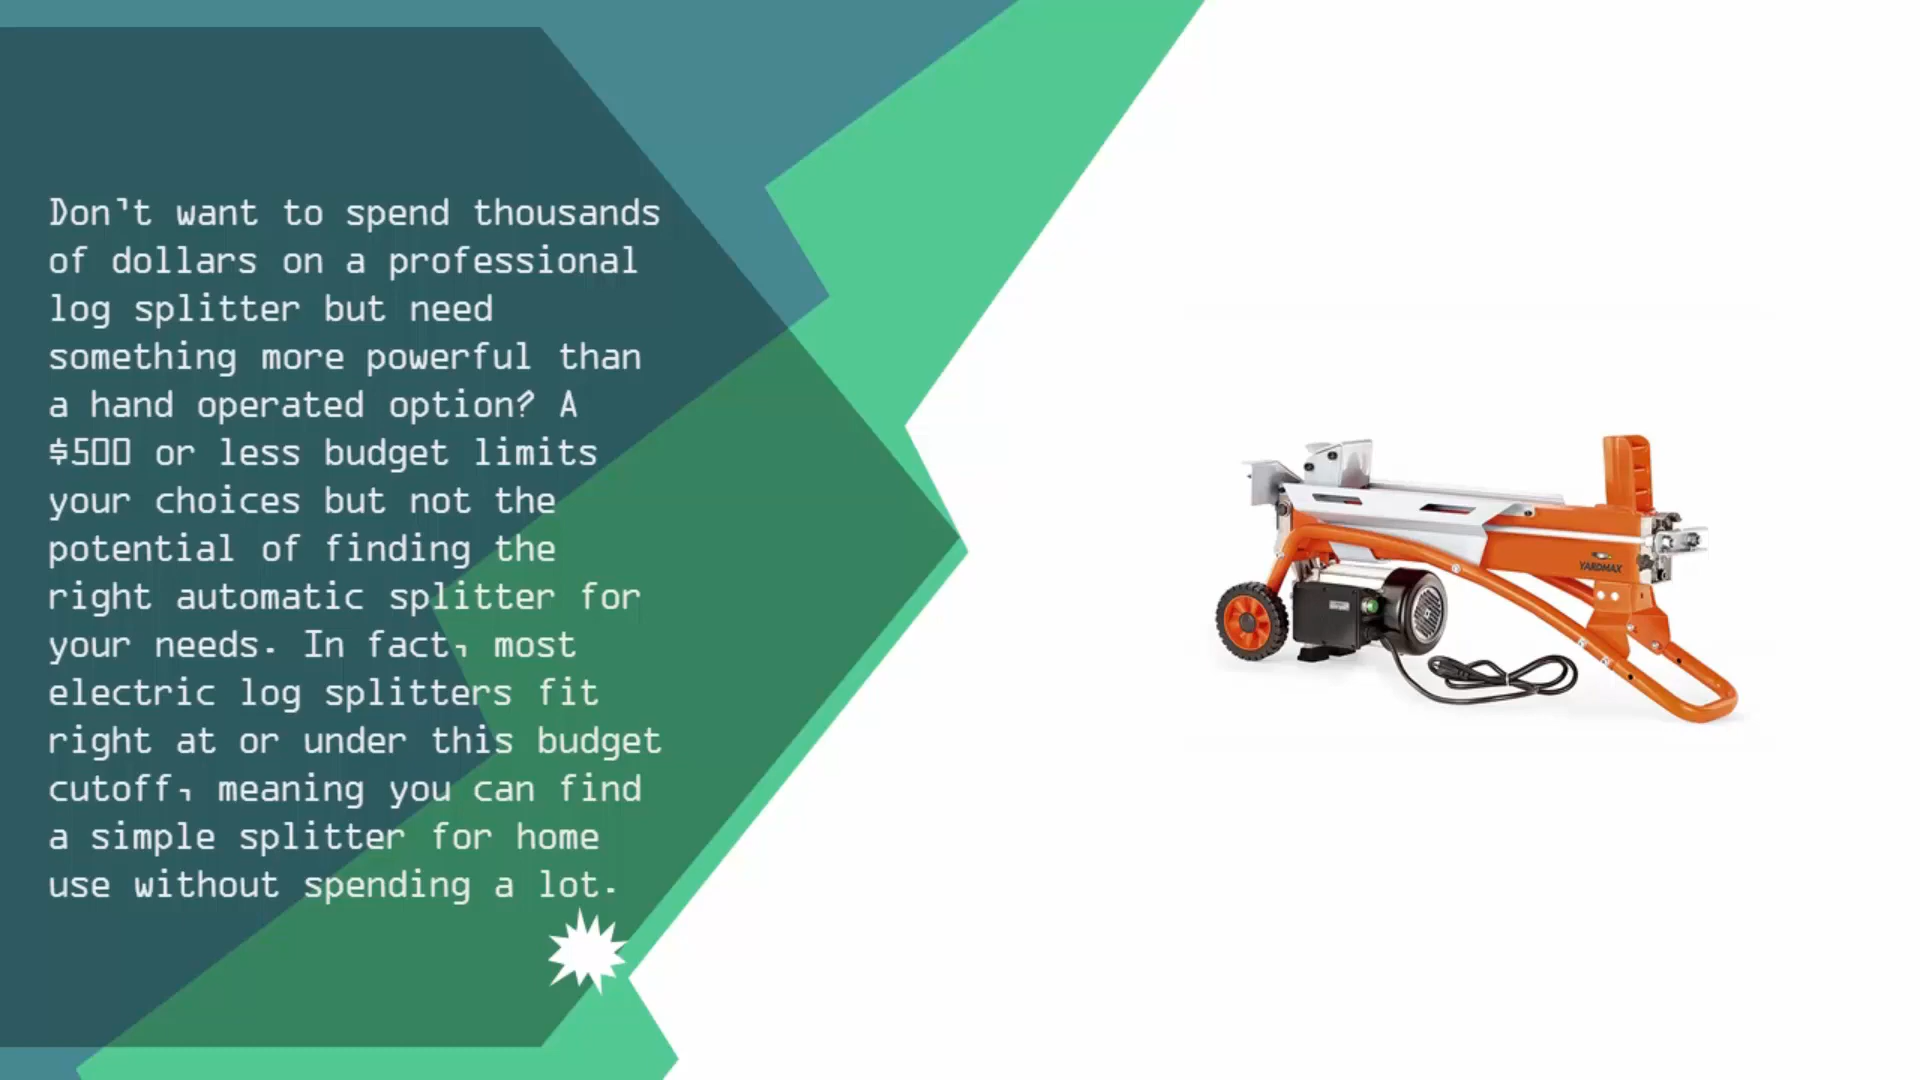 Don't want to spend thousands
of dollars on a professional
log splitter but need
something more powerful than
a hand operated option? A
$500 or less budget limits
your choices but not the
potential of finding the
right automatic splitter for
your needs. In fact, most
electric log splitters fit
right at or under this budget
cutoff, meaning you can find
a simple splitter for home
use without spending a lot.
YARDMAX